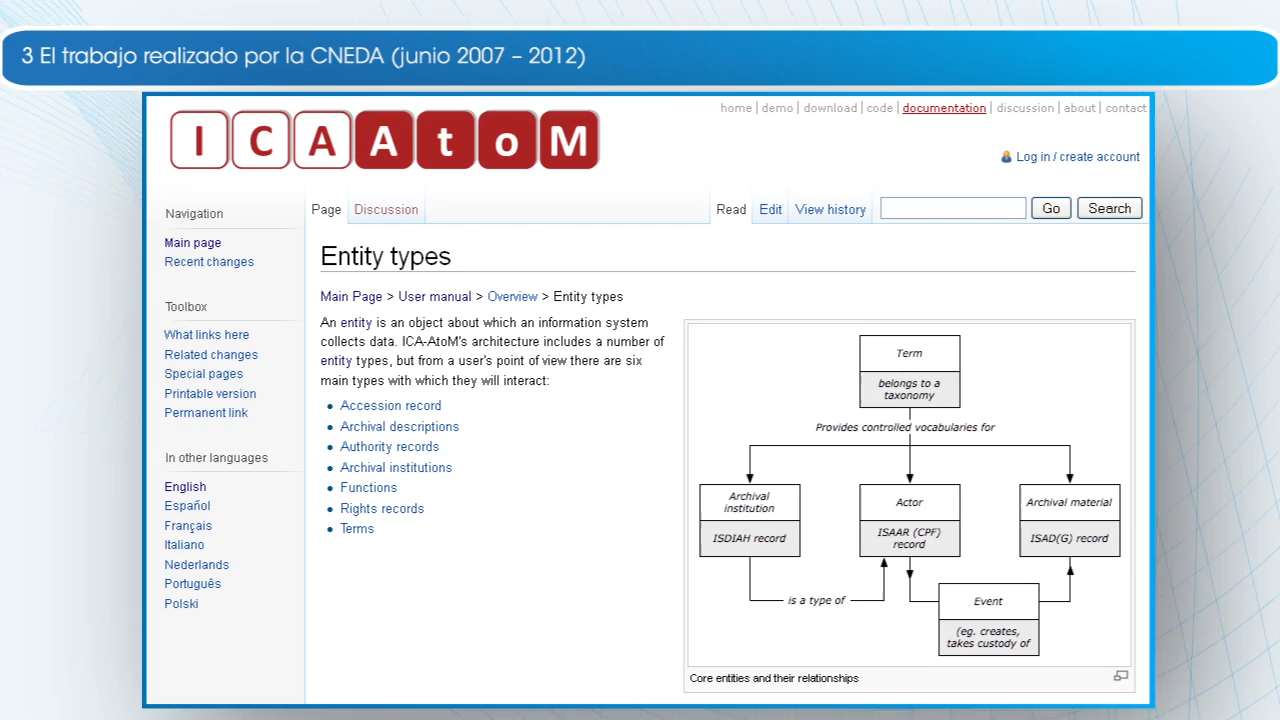 3 El trabajo realizado por la CNEDA (junio 2007 – 2012)
ICAAtoM
home | demo | download | code | documentation | discussion | about | contact
Log in / create account
Navigation
Main page
Recent changes
Toolbox
What links here
Related changes
Special pages
Printable version
Permanent link
In other languages
English
Español
Français
Italiano
Nederlands
Português
Polski
Page
Discussion
Read
Edit
View history
Go
Search
Entity types
Main Page > User manual > Overview > Entity types
An entity is an object about which an information system
collects data. ICA-AtoM's architecture includes a number of
entity types, but from a user's point of view there are six
main types with which they will interact:
Accession record
Archival descriptions
Authority records
Archival institutions
Functions
Rights records
Terms
Term
belongs to a
taxonomy
Provides controlled vocabularies for
Archival
institution
ISDIAH record
Actor
ISAAR (CPF)
record
Archival material
ISAD(G) record
is a type of
Event
(eg. creates,
takes custody of
Core entities and their relationships